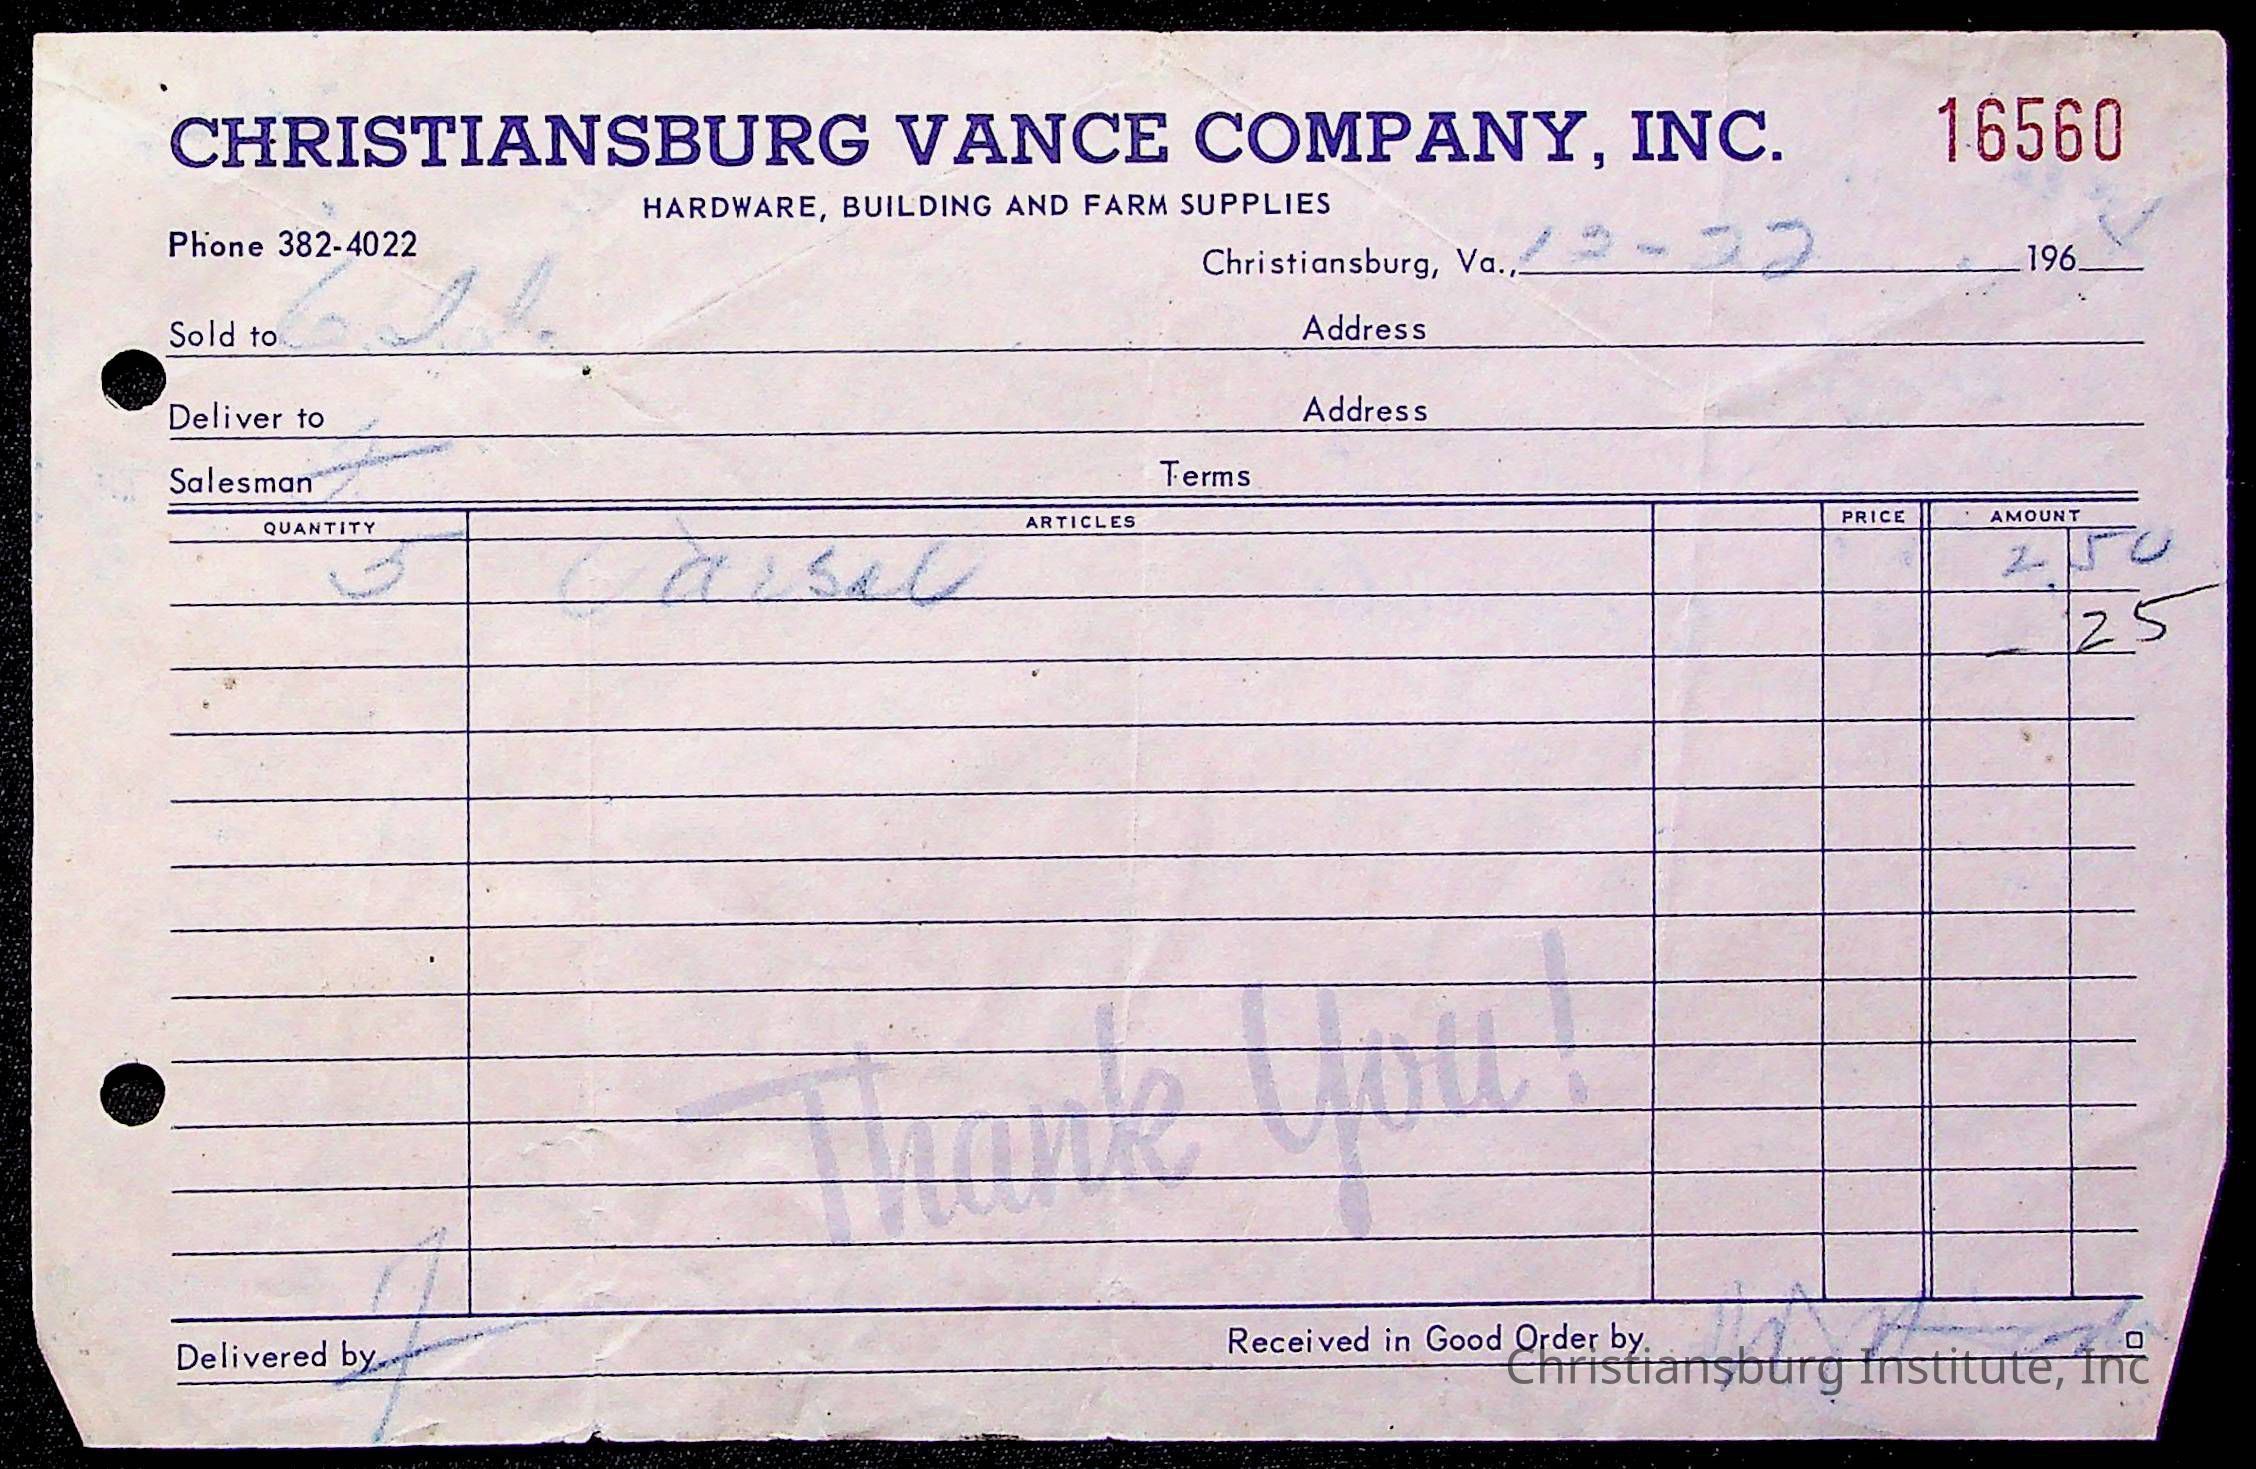 CHRISTIANSBURG VANCE COMPANY, INC. 16560
HARDWARE, BUILDING AND FARM SUPPLIES
Phone 382-4022
Christiansburg, Va., 12-22 196
Sold to C.I.I. Address
Deliver to Address
Salesman Terms
QUANTITY ARTICLES PRICE AMOUNT
5 2.50
- 25
Thank You!
Delivered by Received in Good Order by
Christiansburg Institute, Inc